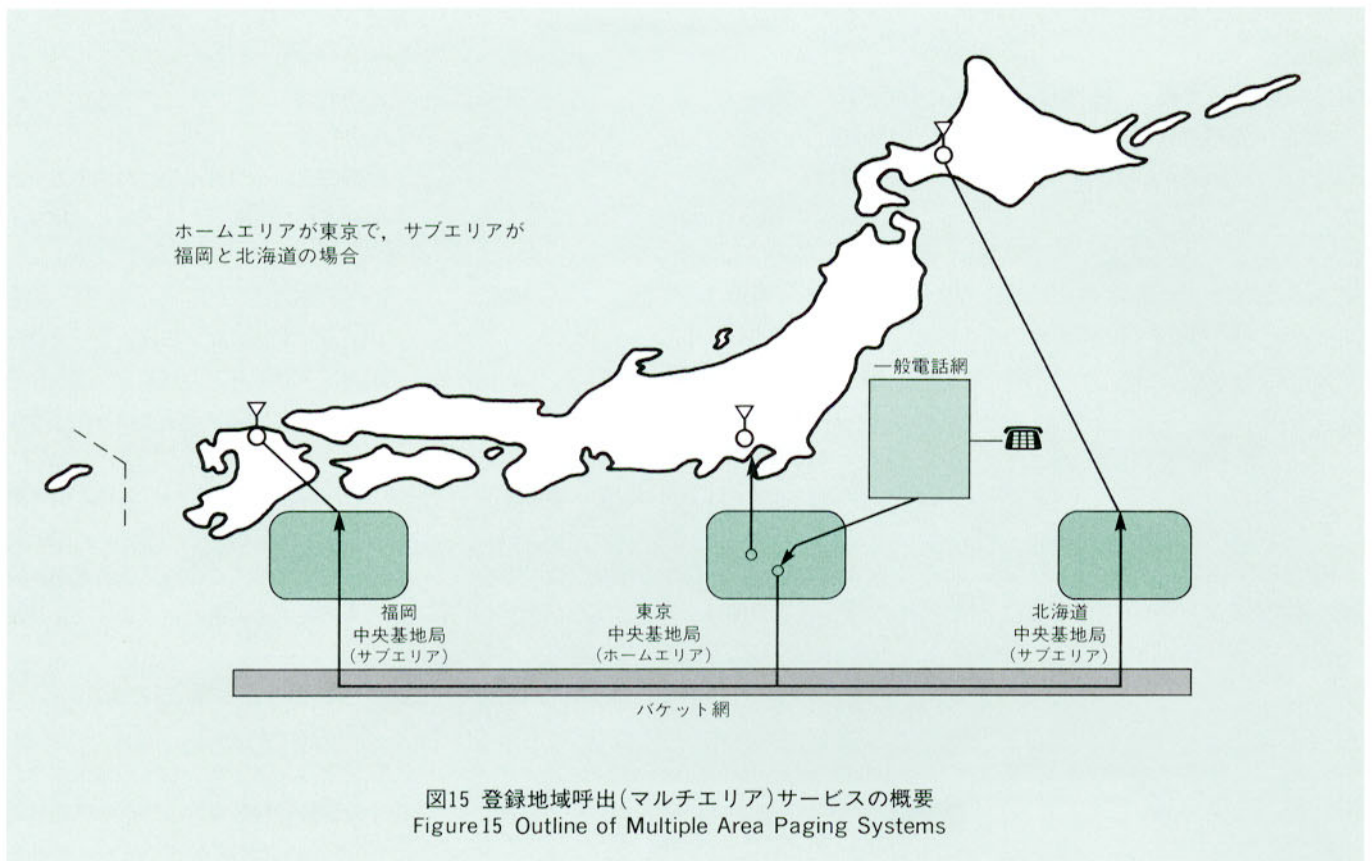 ホームエリアが東京で，サブエリアが
福岡と北海道の場合
一般電話網
福岡
中央基地局
(サブエリア)
東京
中央基地局
(ホームエリア)
北海道
中央基地局
(サブエリア)
バケット網
図15 登録地域呼出(マルチエリア)サービスの概要
Figure15 Outline of Multiple Area Paging Systems